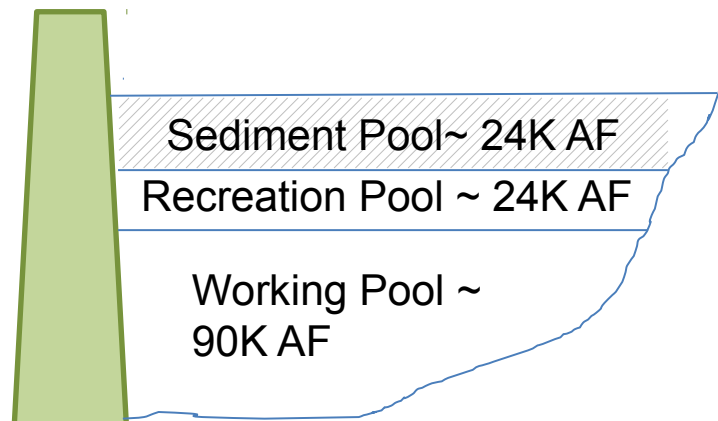 Sediment Pool~ 24K AF
Recreation Pool ~ 24K AF
Working Pool ~
90K AF